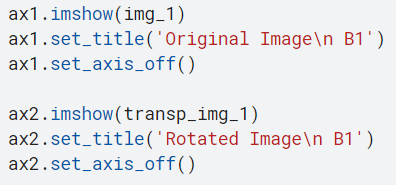 ax1.imshow(img_1)
ax1.set_title('Original Image\n B1')
ax1.set_axis_off()
ax2.imshow(transp_img_1)
ax2.set_title('Rotated Image\n B1')
ax2.set_axis_off()